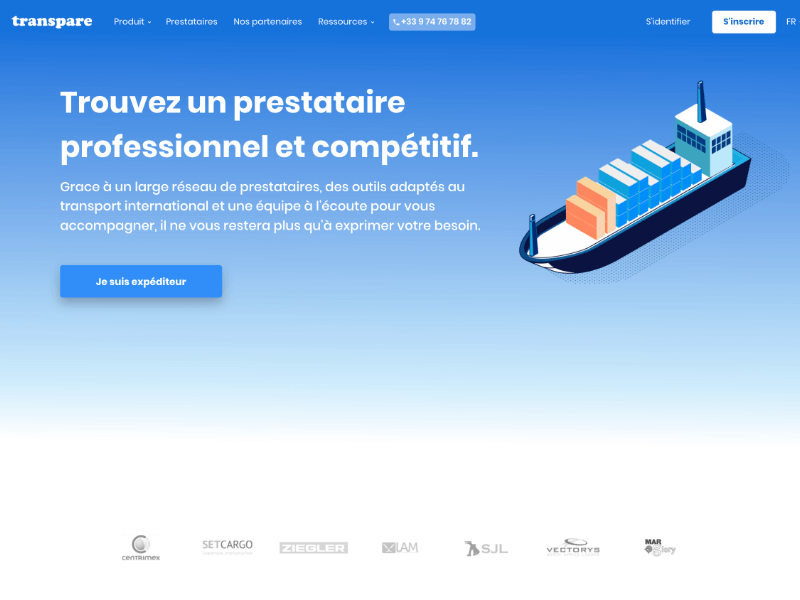 transpare Produit Prestataires Nos partenaires Ressources +33 9 74 76 78 82 S'identifier S'inscrire FR
Trouvez un prestataire
professionnel et compétitif.
Grace à un large réseau de prestataires, des outils adaptés au
transport international et une équipe à l'écoute pour vous
accompagner, il ne vous restera plus qu'à exprimer votre besoin.
Je suis expéditeur
CENTRIMEX SETCARGO ZIEGLER IAM SJL VECTORYS MAR Glory